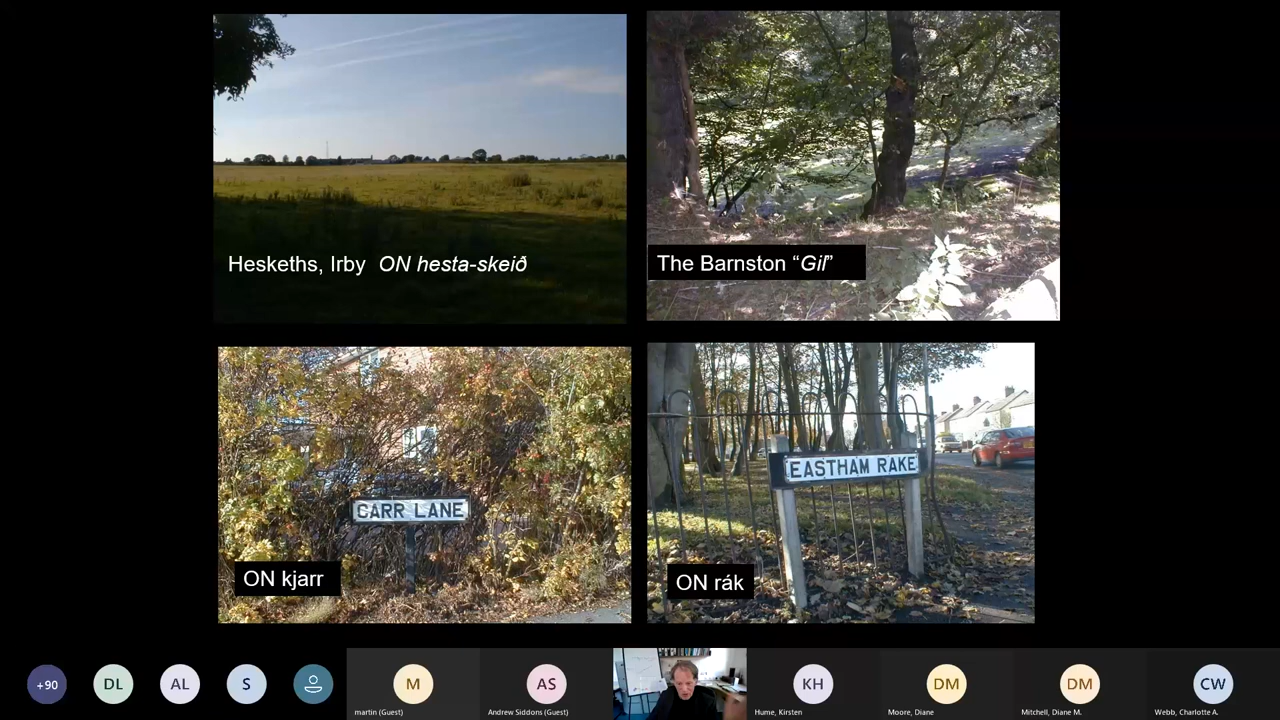 Heskeths, Irby ON hesta-skeið
The Barnston “Gil”
CARR LANE
ON kjarr
EASTHAM RAKE
ON rák
+90
DL
AL
S
M
martin (Guest)
AS
Andrew Siddons (Guest)
KH
Hume, Kirsten
DM
Moore, Diane
DM
Mitchell, Diane M.
CW
Webb, Charlotte A.